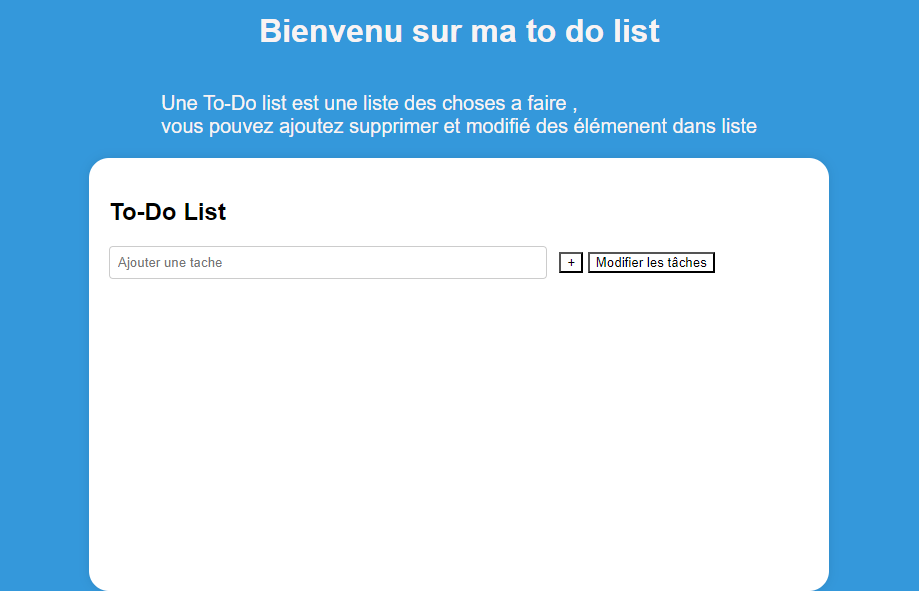 Bienvenu sur ma to do list
Une To-Do list est une liste des choses a faire ,
vous pouvez ajoutez supprimer et modifié des élémenent dans liste
To-Do List
Ajouter une tache
+ Modifier les tâches